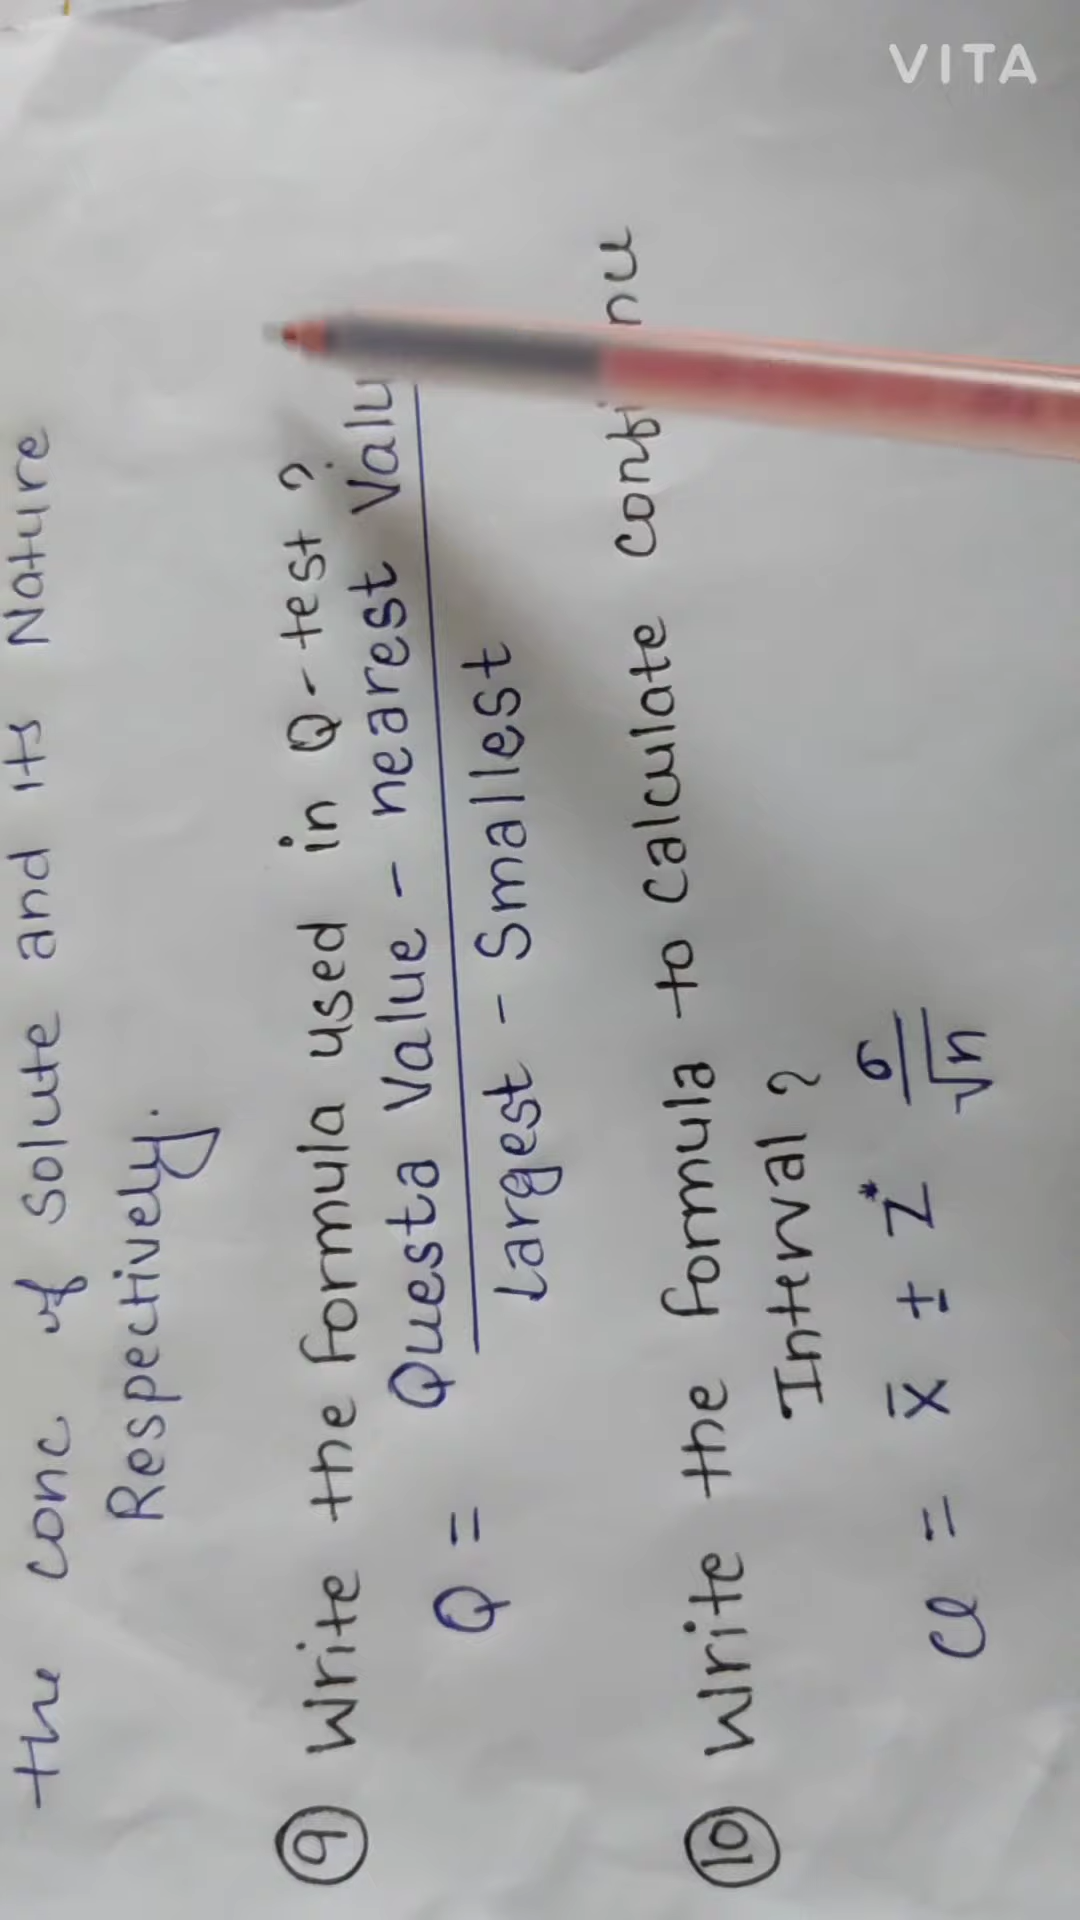 VITA
the conc of solute and its Nature
Respectively.
9 Write the formula used in Q-test?
Q = Questa Value - nearest Valu
largest - Smallest
10 Write the formula to calculate
Interval?
CI = x̄ ± Z* σ/√n